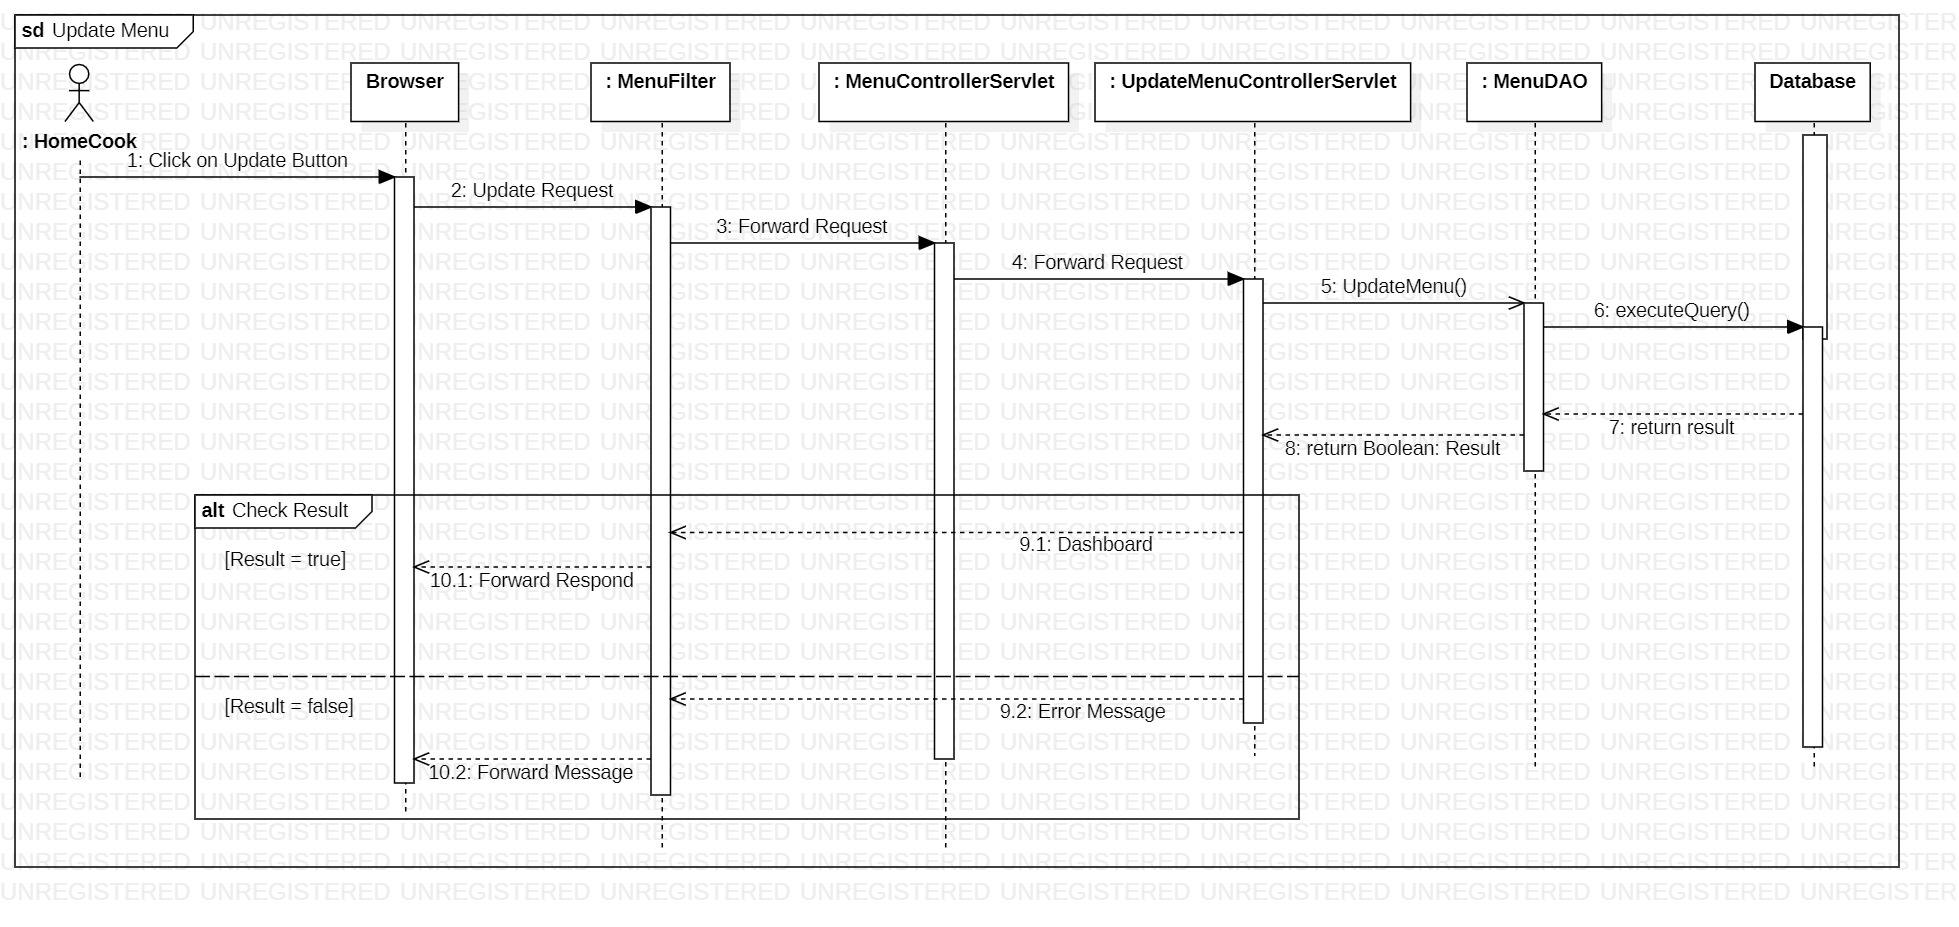 sd Update Menu
: HomeCook
Browser
: MenuFilter
: MenuControllerServlet
: UpdateMenuControllerServlet
: MenuDAO
Database
1: Click on Update Button
2: Update Request
3: Forward Request
4: Forward Request
5: UpdateMenu()
6: executeQuery()
7: return result
8: return Boolean: Result
alt Check Result
[Result = true]
9.1: Dashboard
10.1: Forward Respond
[Result = false]
9.2: Error Message
10.2: Forward Message
UNREGISTERED